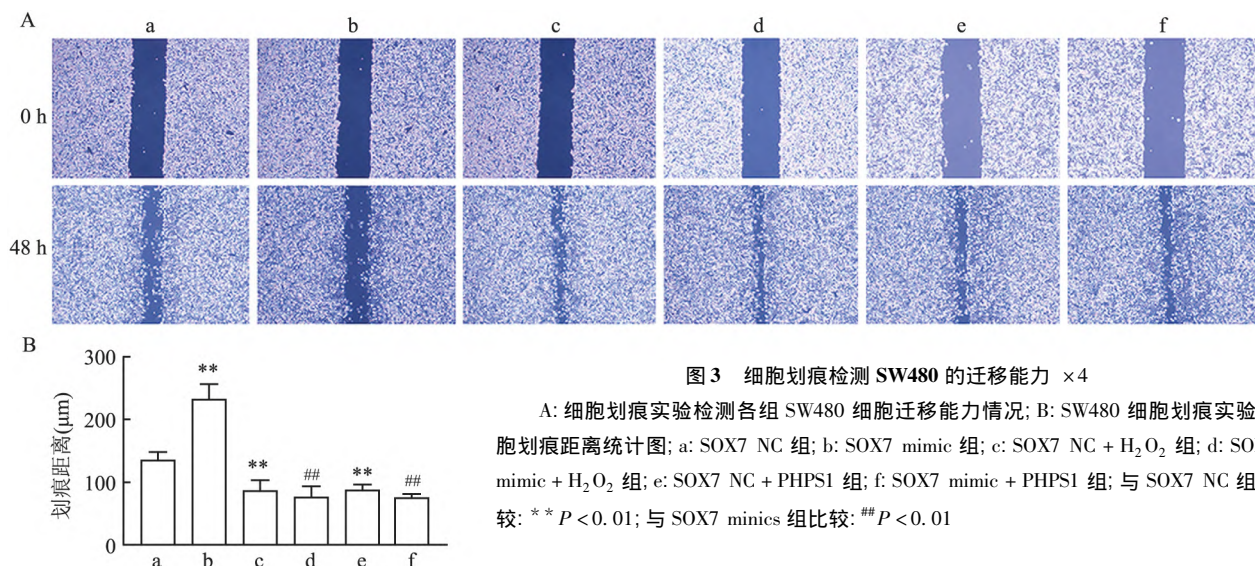 A
a b c d e f
0 h
48 h
B
300
200
100
0
划痕距离(μm)
** ** ## ** ##
a b c d e f
图3 细胞划痕检测 SW480 的迁移能力 ×4
A: 细胞划痕实验检测各组 SW480 细胞迁移能力情况; B: SW480 细胞划痕实验
胞划痕距离统计图; a: SOX7 NC 组; b: SOX7 mimic 组; c: SOX7 NC + H₂O₂ 组; d: SO
mimic + H₂O₂ 组; e: SOX7 NC + PHPS1 组; f: SOX7 mimic + PHPS1 组; 与 SOX7 NC 组
较: **P < 0. 01; 与 SOX7 minics 组比较: ##P < 0. 01